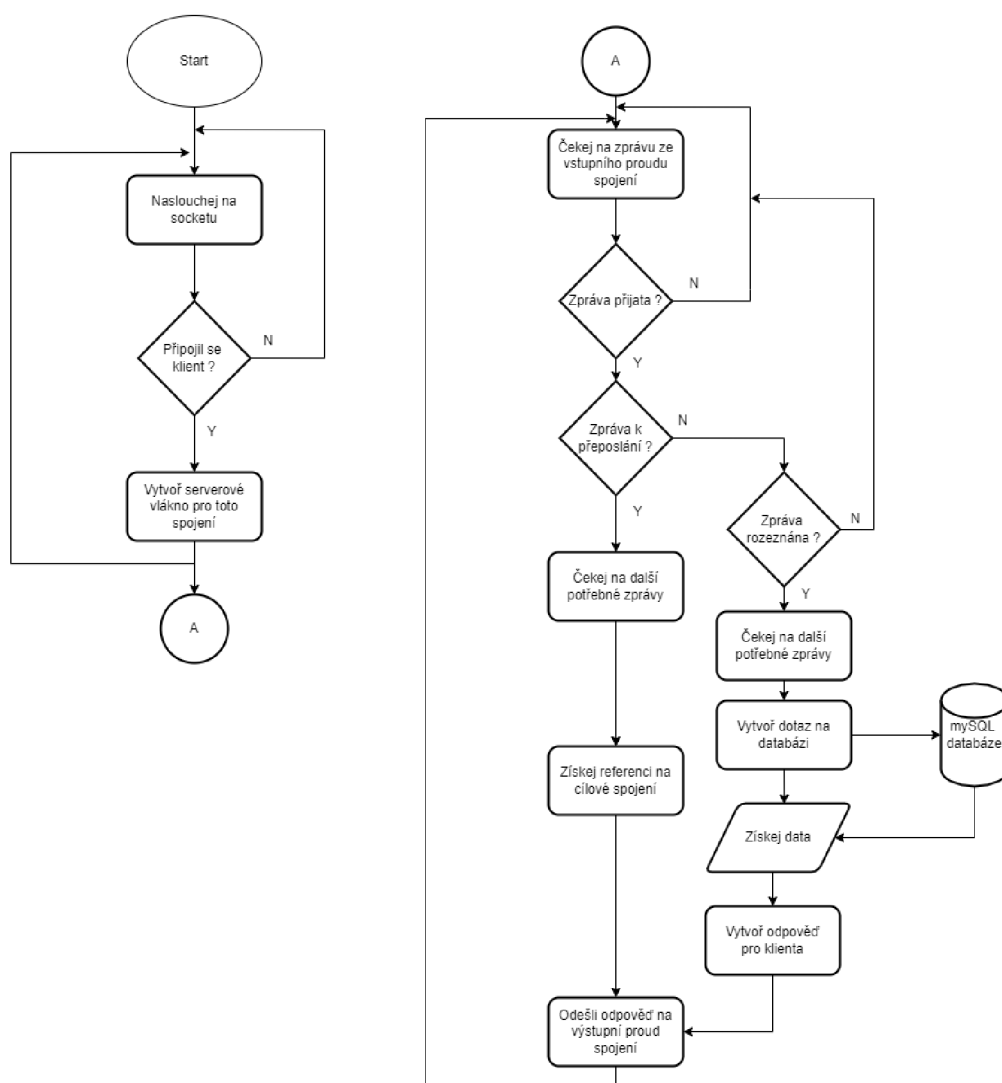 Start
Naslouchej na
socketu
Připojil se
klient ?
N
Y
Vytvoř serverové
vlákno pro toto
spojení
A
A
Čekej na zprávu ze
vstupního proudu
spojení
Zpráva přijata ?
N
Y
Zpráva k
přeposlání ?
N
Y
Zpráva
rozeznána ?
N
Y
Čekej na další
potřebné zprávy
Čekej na další
potřebné zprávy
Vytvoř dotaz na
databázi
mySQL
databáze
Získej referenci na
cílové spojení
Získej data
Vytvoř odpověď
pro klienta
Odešli odpověď na
výstupní proud
spojení